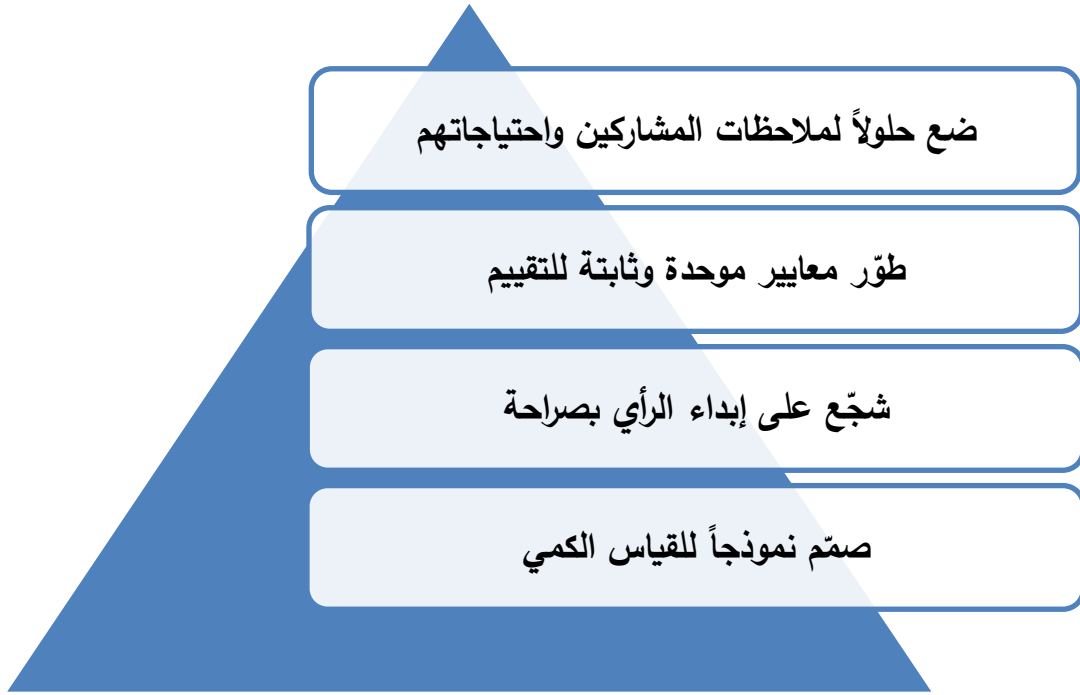 ضع حلولاً لملاحظات المشاركين واحتياجاتهم
طوّر معايير موحدة وثابتة للتقييم
شجّع على إبداء الرأي بصراحة
صمّم نموذجاً للقياس الكمي